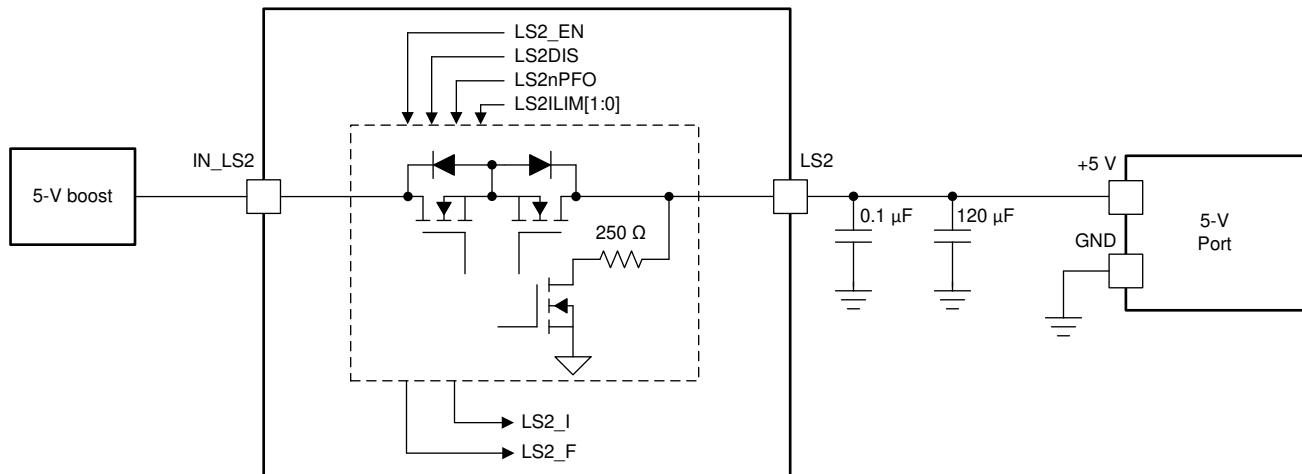 LS2_EN
LS2DIS
LS2nPFO
LS2ILIM[1:0]
5-V boost
IN_LS2
250 Ω
LS2
0.1 µF
120 µF
+5 V
GND
5-V
Port
LS2_I
LS2_F